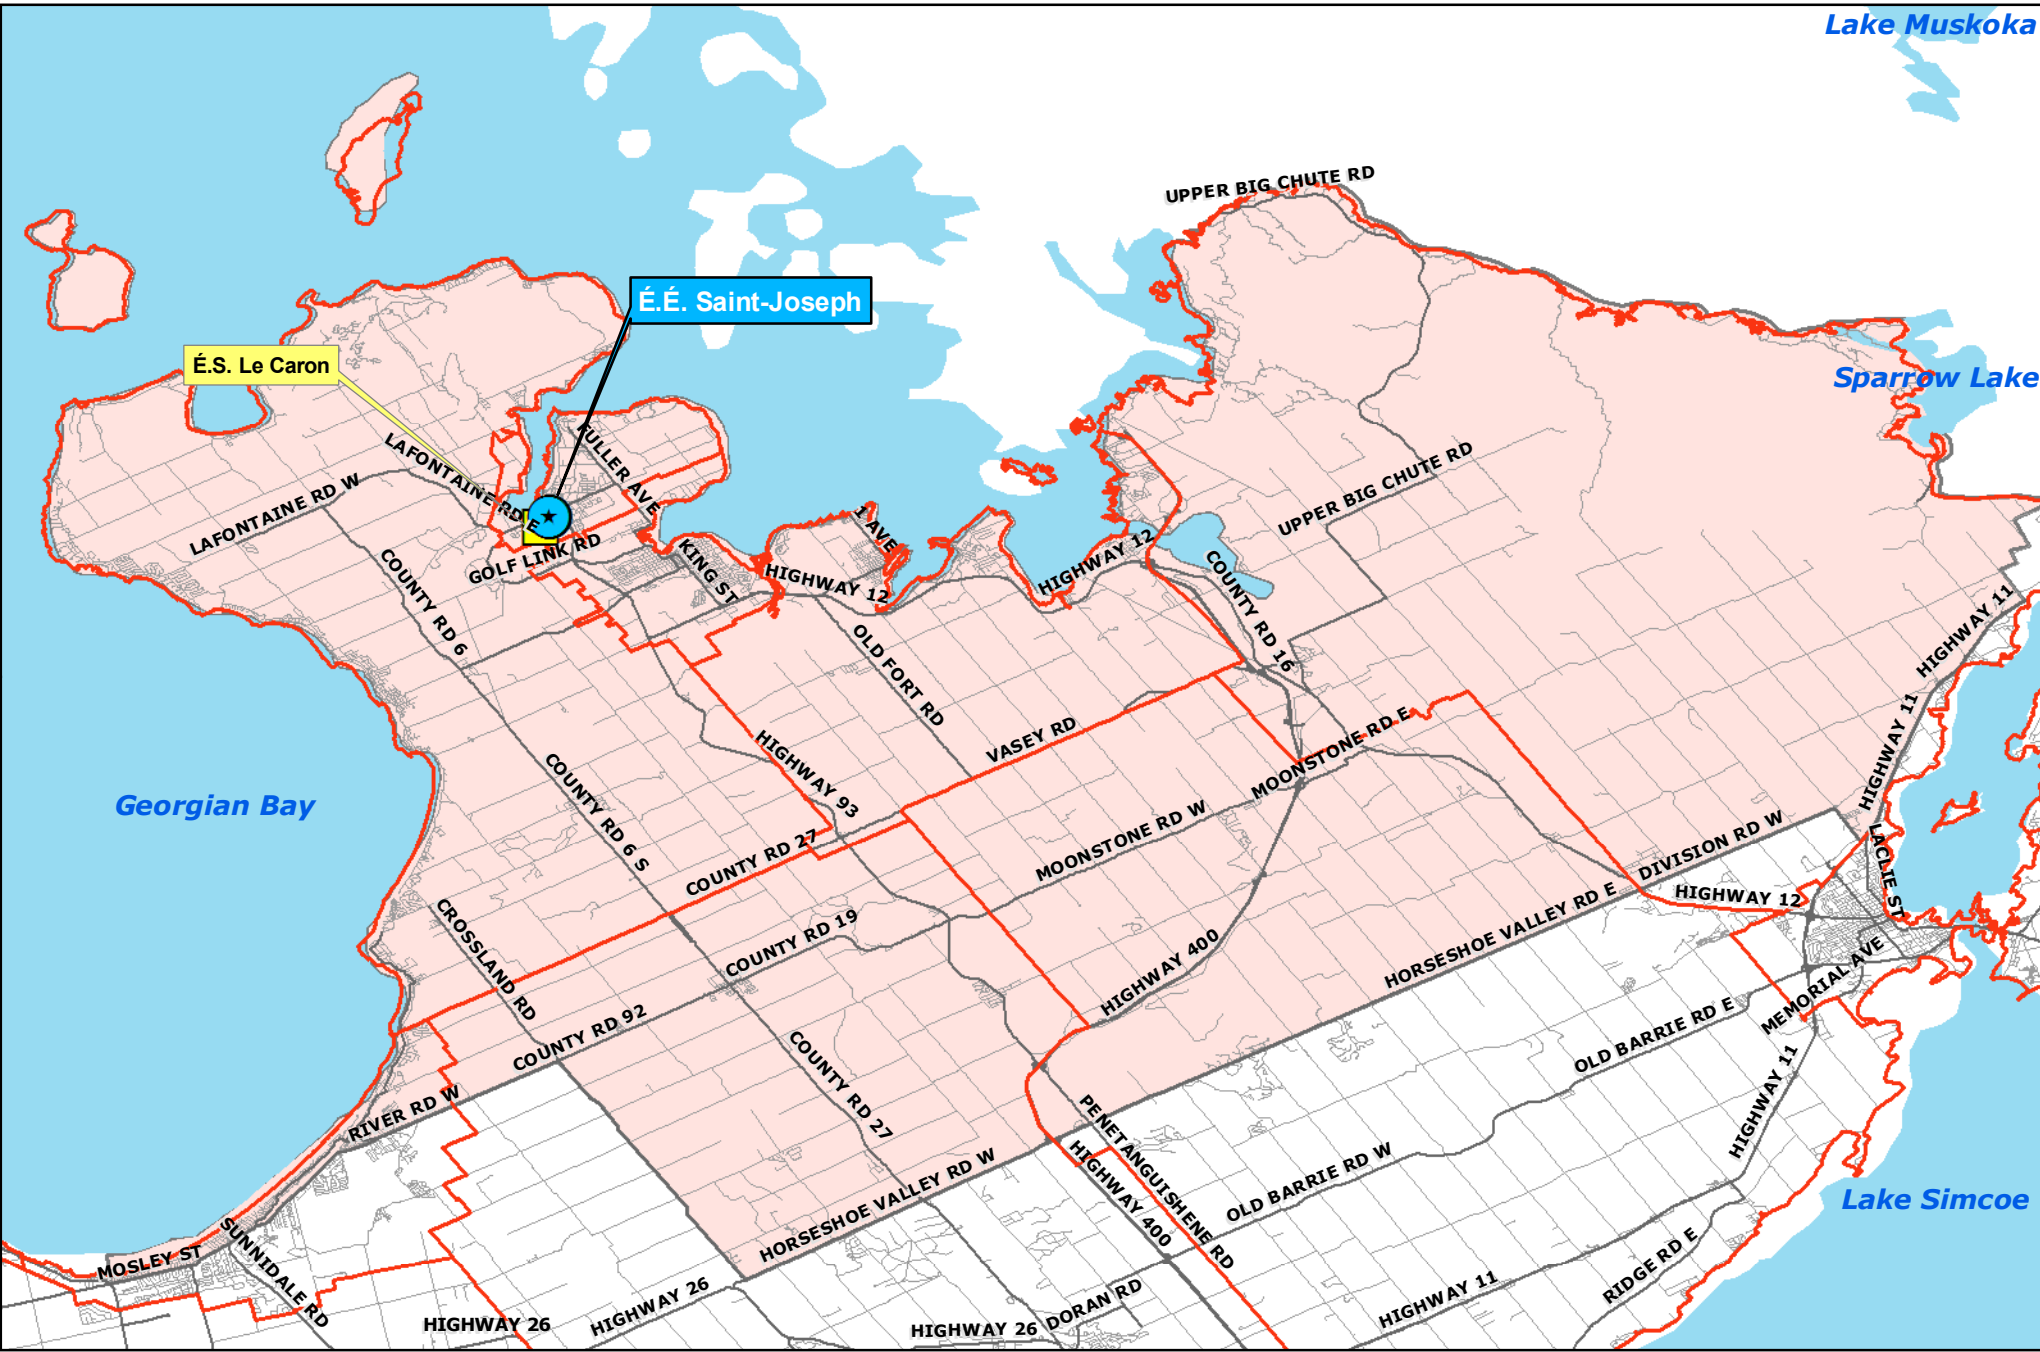 Lake Muskoka
UPPER BIG CHUTE RD
É.É. Saint-Joseph
É.S. Le Caron
Sparrow Lake
FULLER AVE
LAFONTAINE RD E
LAFONTAINE RD W
UPPER BIG CHUTE RD
1 AVE
GOLF LINK RD
KING ST
HIGHWAY 12
HIGHWAY 12
COUNTY RD 16
COUNTY RD 6
OLD FORT RD
HIGHWAY 11
VASEY RD
MOONSTONE RD E
HIGHWAY 93
HIGHWAY 11
Georgian Bay
COUNTY RD 6 S
COUNTY RD 27
MOONSTONE RD W
DIVISION RD W
LACLIE ST
HIGHWAY 12
CROSSLAND RD
COUNTY RD 19
HORSESHOE VALLEY RD E
HIGHWAY 400
MEMORIAL AVE
COUNTY RD 92
OLD BARRIE RD E
COUNTY RD 27
RIVER RD W
HIGHWAY 11
PENETANGUISHENE RD
HORSESHOE VALLEY RD W
HIGHWAY 400
OLD BARRIE RD W
Lake Simcoe
MOSLEY ST
SUNNIDALE RD
RIDGE RD E
HIGHWAY 26
HIGHWAY 26
HIGHWAY 26
DORAN RD
HIGHWAY 11